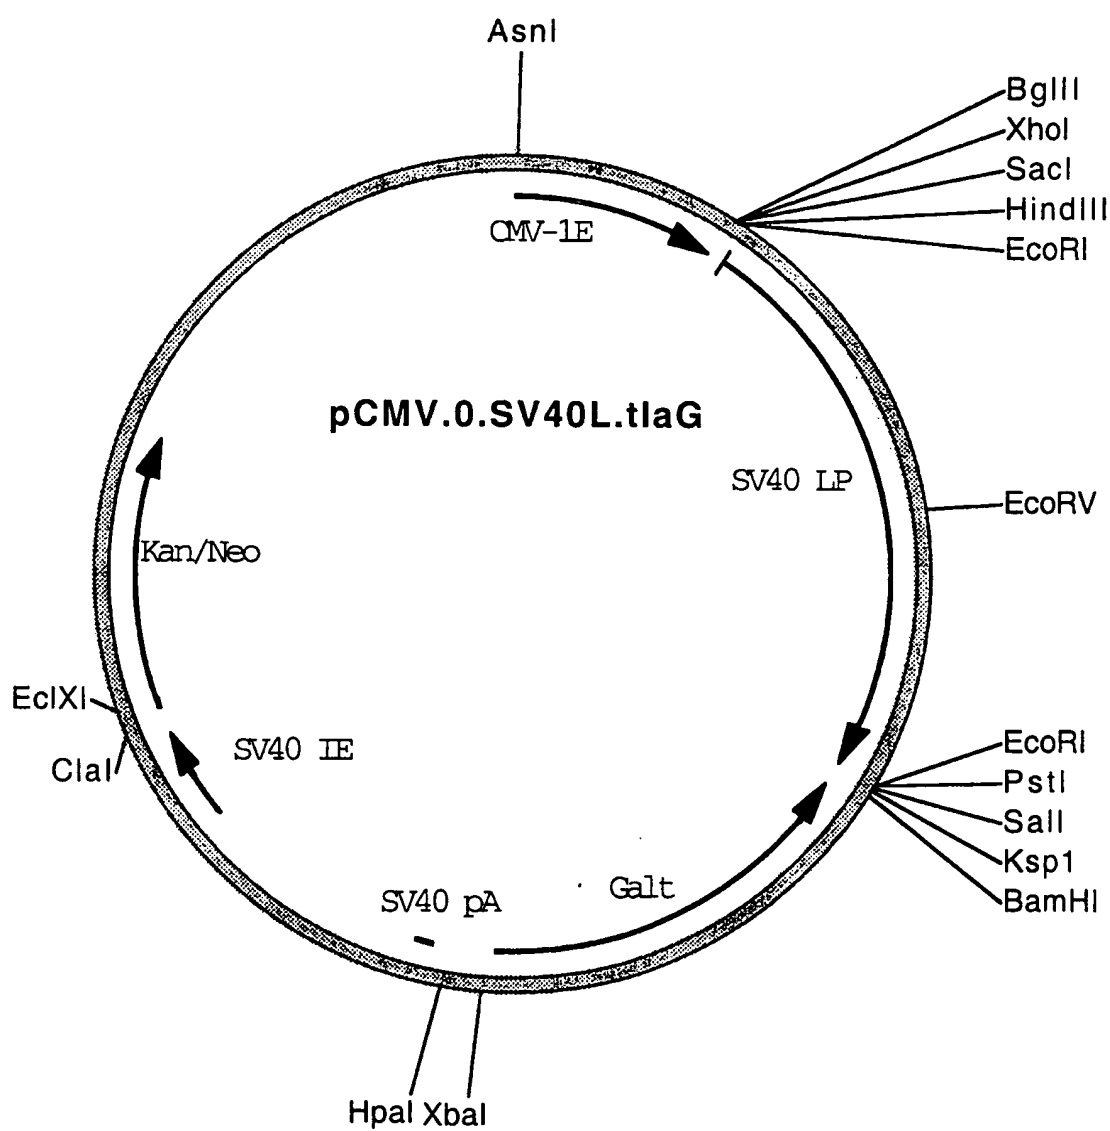 AsnI
BglII
XhoI
SacI
HindIII
EcoRI
CMV-1E
pCMV.0.SV40L.tlaG
SV40 LP
EcoRV
Kan/Neo
EclXI
ClaI
SV40 IE
EcoRI
PstI
SalI
Ksp1
BamHI
Galt
SV40 pA
HpaI
XbaI